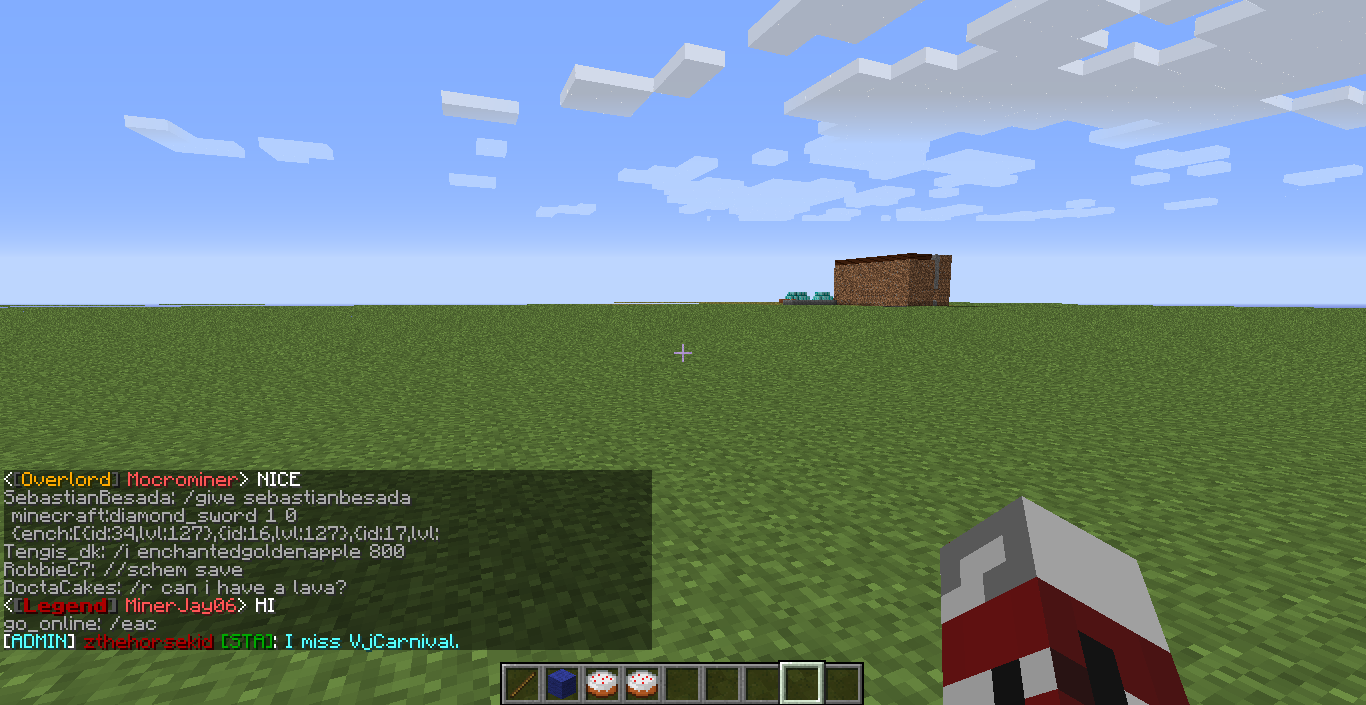 <[Overlord] Mocrominer> NICE
SebastianBesada: /give sebastianbesada
minecraft:diamond_sword 1 0
{ench:[{id:34,lvl:127},{id:16,lvl:127},{id:17,lvl:
Tengis_dk: /i enchantedgoldenapple 800
RobbieC7: //schem save
DoctaCakes: /r can i have a lava?
<[Legend] MinerJay06> HI
go_online: /eac
[ADMIN] zthehorsekid [STA]: I miss VjCarnival.